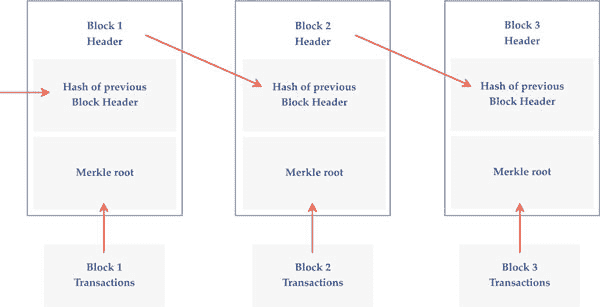 Block 1
Header
Hash of previous
Block Header
Merkle root
Block 1
Transactions
Block 2
Header
Hash of previous
Block Header
Merkle root
Block 2
Transactions
Block 3
Header
Hash of previous
Block Header
Merkle root
Block 3
Transactions